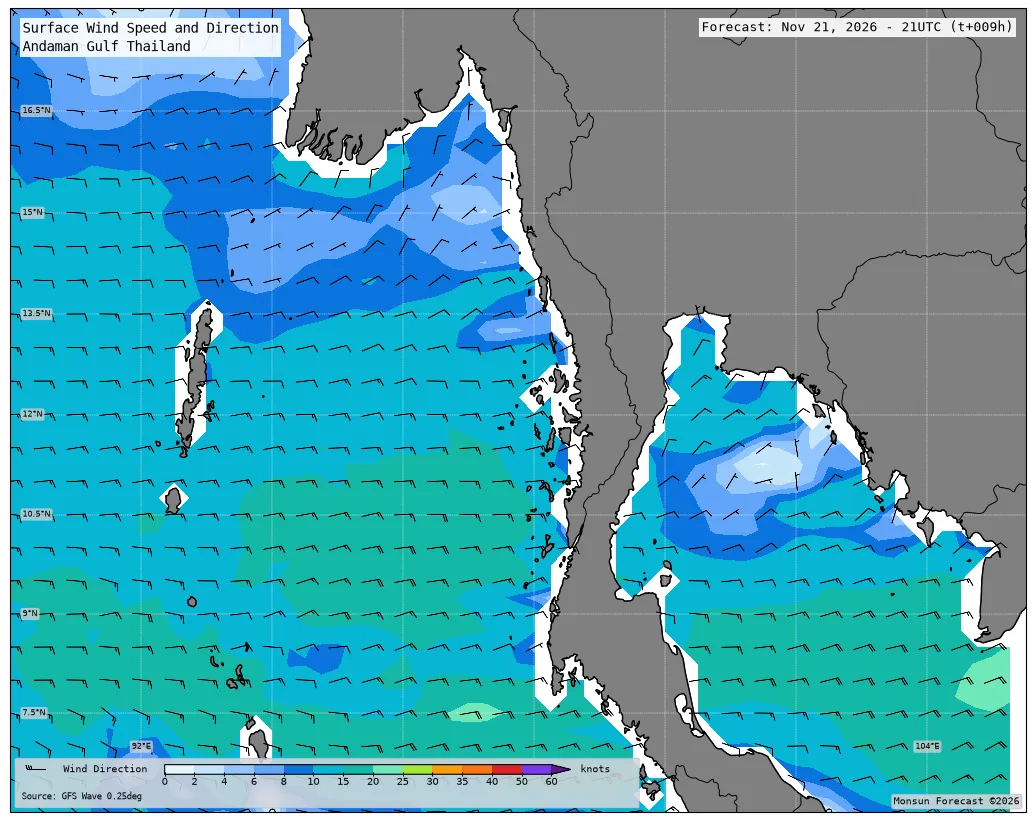 Surface Wind Speed and Direction
Andaman Gulf Thailand
Forecast: Nov 21, 2026 - 21UTC (t+009h)
16.5°N
15°N
13.5°N
12°N
10.5°N
9°N
7.5°N
92°E
104°E
Wind Direction
knots
0 2 4 6 8 10 15 20 25 30 35 40 50 60
Source: GFS Wave 0.25deg
Monsun Forecast ©2026